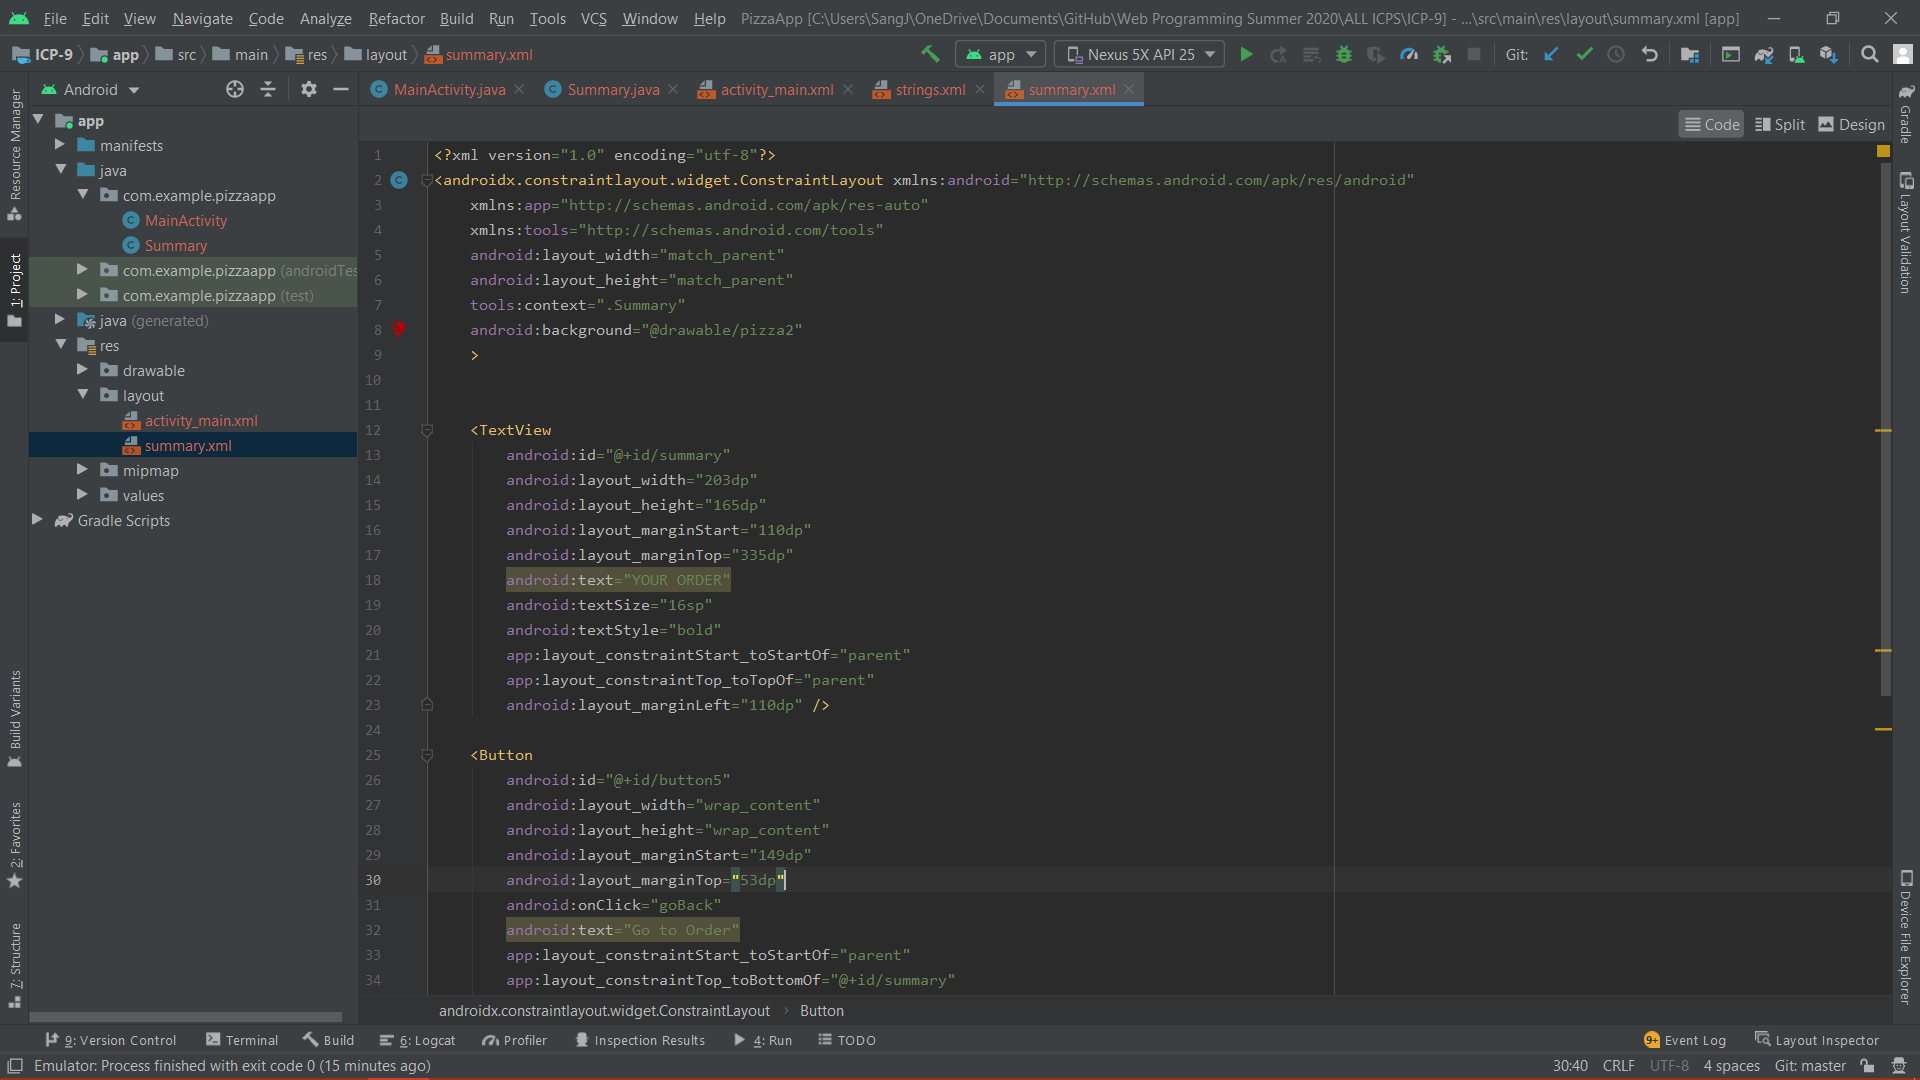 File Edit View Navigate Code Analyze Refactor Build Run Tools VCS Window Help PizzaApp [C:\Users\SangJ\OneDrive\Documents\GitHub\Web Programming Summer 2020\ALL ICPS\ICP-9] - ...\src\main\res\layout\summary.xml [app]
ICP-9 app src main res layout summary.xml app Nexus 5X API 25 Git:
Android MainActivity.java Summary.java activity_main.xml strings.xml summary.xml
Code Split Design
Resource Manager
1: Project
Build Variants
2: Favorites
7: Structure
app
manifests
java
com.example.pizzaapp
MainActivity
Summary
com.example.pizzaapp (androidTes
com.example.pizzaapp (test)
java (generated)
res
drawable
layout
activity_main.xml
summary.xml
mipmap
values
Gradle Scripts
1 <?xml version="1.0" encoding="utf-8"?>
2 <androidx.constraintlayout.widget.ConstraintLayout xmlns:android="http://schemas.android.com/apk/res/android"
3 xmlns:app="http://schemas.android.com/apk/res-auto"
4 xmlns:tools="http://schemas.android.com/tools"
5 android:layout_width="match_parent"
6 android:layout_height="match_parent"
7 tools:context=".Summary"
8 android:background="@drawable/pizza2"
9 >
10
11
12 <TextView
13 android:id="@+id/summary"
14 android:layout_width="203dp"
15 android:layout_height="165dp"
16 android:layout_marginStart="110dp"
17 android:layout_marginTop="335dp"
18 android:text="YOUR ORDER"
19 android:textSize="16sp"
20 android:textStyle="bold"
21 app:layout_constraintStart_toStartOf="parent"
22 app:layout_constraintTop_toTopOf="parent"
23 android:layout_marginLeft="110dp" />
24
25 <Button
26 android:id="@+id/button5"
27 android:layout_width="wrap_content"
28 android:layout_height="wrap_content"
29 android:layout_marginStart="149dp"
30 android:layout_marginTop="53dp"
31 android:onClick="goBack"
32 android:text="Go to Order"
33 app:layout_constraintStart_toStartOf="parent"
34 app:layout_constraintTop_toBottomOf="@+id/summary"
androidx.constraintlayout.widget.ConstraintLayout › Button
Gradle
Layout Validation
Device File Explorer
9: Version Control Terminal Build 6: Logcat Profiler Inspection Results 4: Run TODO 9+ Event Log Layout Inspector
Emulator: Process finished with exit code 0 (15 minutes ago) 30:40 CRLF UTF-8 4 spaces Git: master